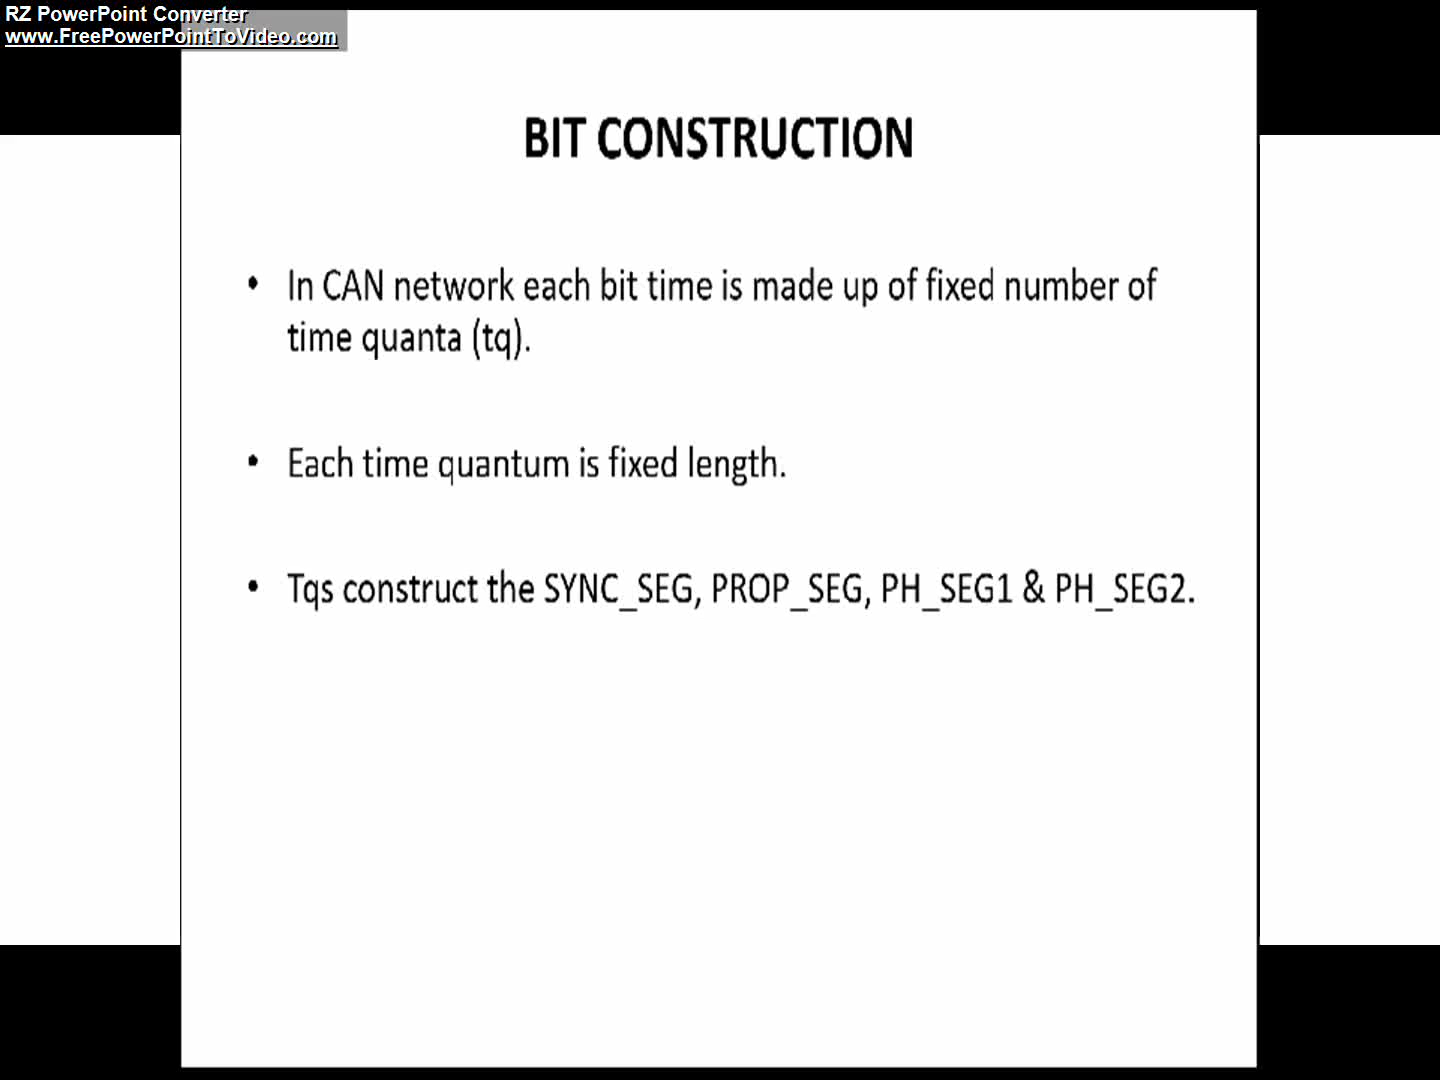 RZ PowerPoint Converter
www.FreePowerPointToVideo.com
BIT CONSTRUCTION
• In CAN network each bit time is made up of fixed number of
time quanta (tq).
• Each time quantum is fixed length.
• Tqs construct the SYNC_SEG, PROP_SEG, PH_SEG1 & PH_SEG2.